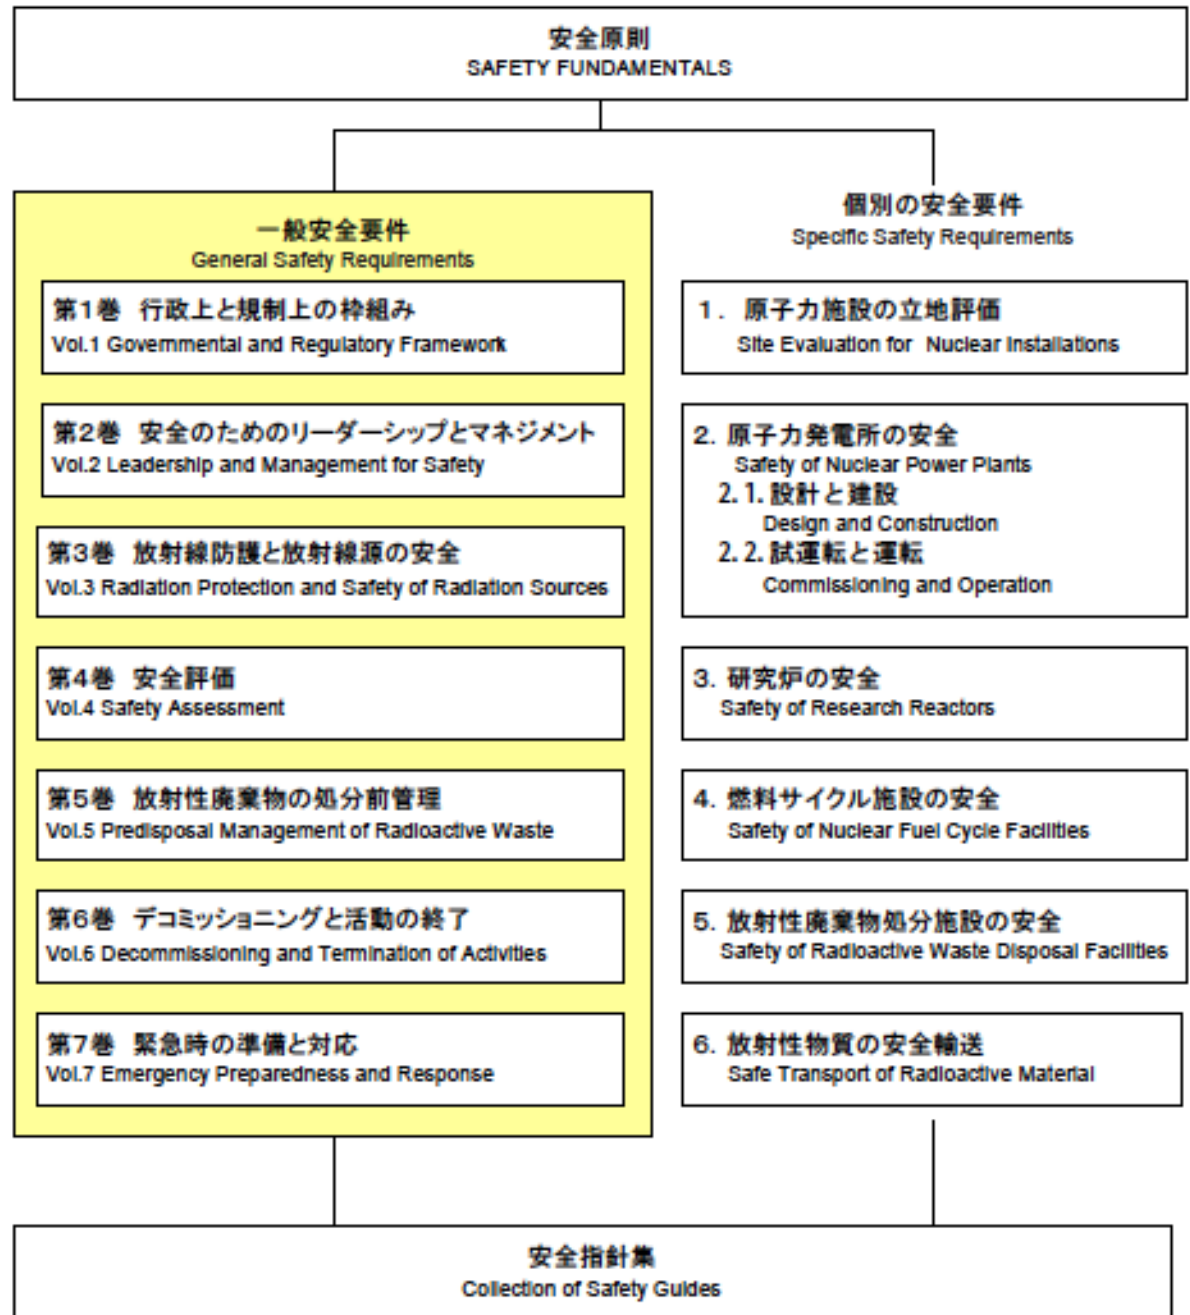 安全原則
SAFETY FUNDAMENTALS
一般安全要件
General Safety Requirements
第1巻 行政上と規制上の枠組み
Vol.1 Governmental and Regulatory Framework
第2巻 安全のためのリーダーシップとマネジメント
Vol.2 Leadership and Management for Safety
第3巻 放射線防護と放射線源の安全
Vol.3 Radiation Protection and Safety of Radiation Sources
第4巻 安全評価
Vol.4 Safety Assessment
第5巻 放射性廃棄物の処分前管理
Vol.5 Predisposal Management of Radioactive Waste
第6巻 デコミッショニングと活動の終了
Vol.6 Decommissioning and Termination of Activities
第7巻 緊急時の準備と対応
Vol.7 Emergency Preparedness and Response
個別の安全要件
Specific Safety Requirements
1. 原子力施設の立地評価
Site Evaluation for Nuclear Installations
2. 原子力発電所の安全
Safety of Nuclear Power Plants
2.1.設計と建設
Design and Construction
2.2.試運転と運転
Commissioning and Operation
3. 研究炉の安全
Safety of Research Reactors
4. 燃料サイクル施設の安全
Safety of Nuclear Fuel Cycle Facilities
5. 放射性廃棄物処分施設の安全
Safety of Radioactive Waste Disposal Facilities
6. 放射性物質の安全輸送
Safe Transport of Radioactive Material
安全指針集
Collection of Safety Guides